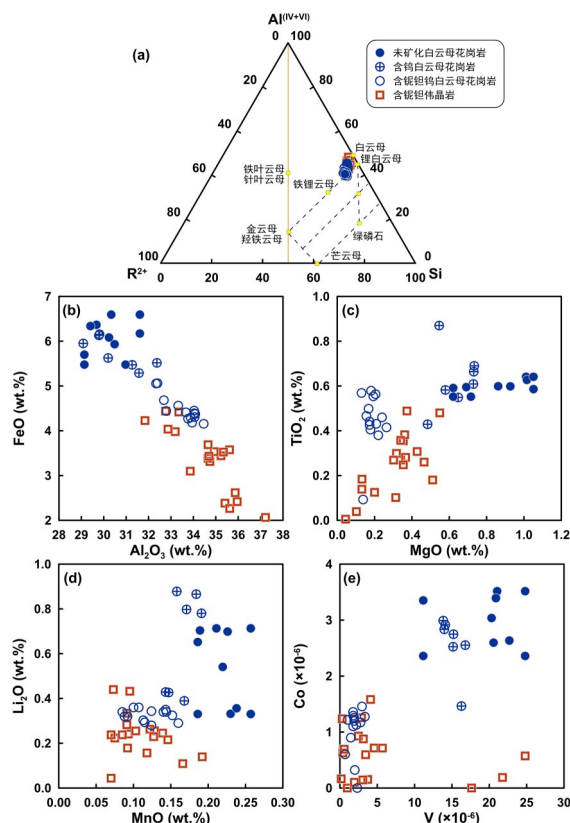 (a)
Al(IV+VI)
0 100
20 80
40 60
60 40
80 20
100 0
0 20 40 60 80 100
R2+ Si
未矿化白云母花岗岩
含钨白云母花岗岩
含铌钽钨白云母花岗岩
含铌钽伟晶岩
白云母
锂白云母
铁叶云母
针叶云母
铁锂云母
金云母
羟铁云母
绿磷石
芒云母
(b)
FeO (wt.%)
7
6
5
4
3
2
28 29 30 31 32 33 34 35 36 37 38
Al2O3 (wt.%)
(c)
TiO2 (wt.%)
1.0
0.8
0.6
0.4
0.2
0.0
0.0 0.2 0.4 0.6 0.8 1.0 1.2
MgO (wt.%)
(d)
Li2O (wt.%)
1.0
0.8
0.6
0.4
0.2
0.0
0.00 0.05 0.10 0.15 0.20 0.25 0.30
MnO (wt.%)
(e)
Co (×10-6)
4
3
2
1
0
0 5 10 15 20 25 30
V (×10-6)